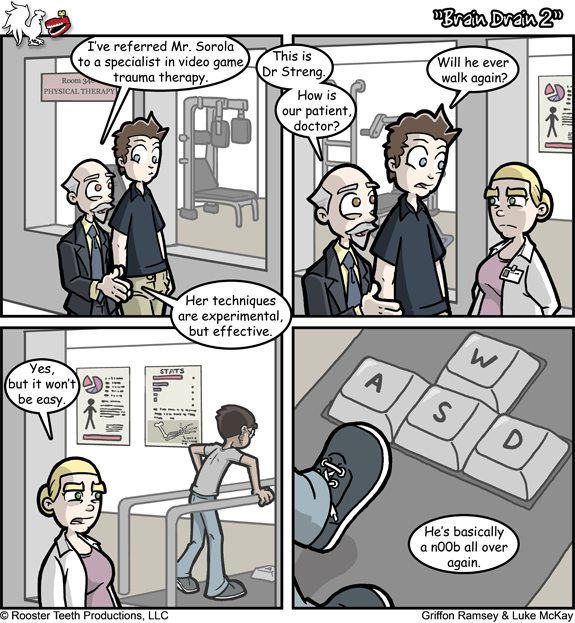 "Brain Drain 2"
I've referred Mr. Sorola
to a specialist in video game
trauma therapy.
Room 340
PHYSICAL THERAPY
Her techniques
are experimental,
but effective.
This is
Dr Streng.
How is
our patient,
doctor?
Will he ever
walk again?
Yes,
but it won't
be easy.
STATS
W
A
S
D
He's basically
a n00b all over
again.
© Rooster Teeth Productions, LLC
Griffon Ramsey & Luke McKay